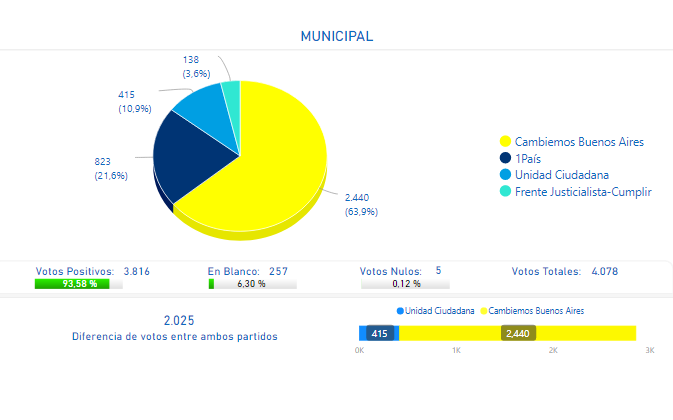 MUNICIPAL
138
(3,6%)
415
(10,9%)
823
(21,6%)
2,440
(63,9%)
Cambiemos Buenos Aires
1País
Unidad Ciudadana
Frente Justicialista-Cumplir
Votos Positivos: 3.816
93,58 %
En Blanco: 257
6,30 %
Votos Nulos: 5
0,12 %
Votos Totales: 4.078
2.025
Diferencia de votos entre ambos partidos
Unidad Ciudadana Cambiemos Buenos Aires
415 2,440
0K 1K 2K 3K